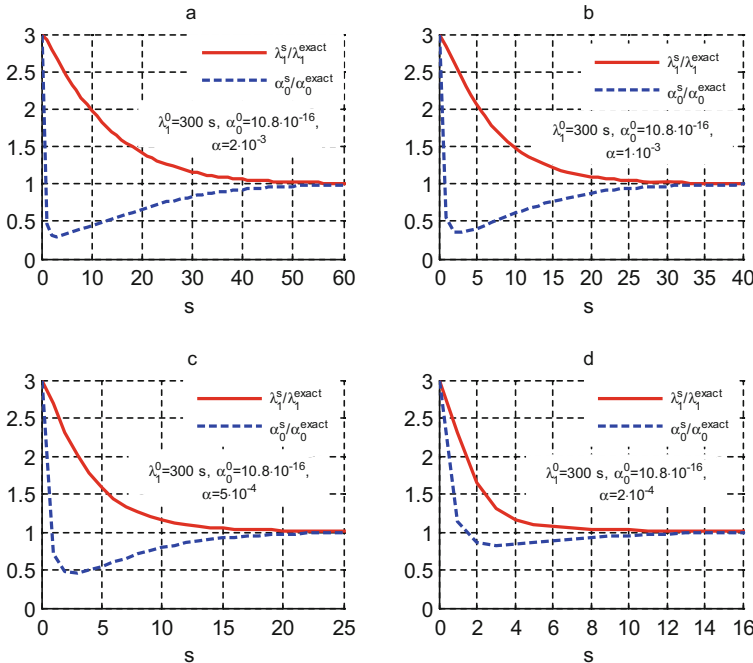 a
3
2.5
2
1.5
1
0.5
0
λ₁ˢ/λ₁ᵉˣᵃᶜᵗ
α₀ˢ/α₀ᵉˣᵃᶜᵗ
λ₁⁰=300 s, α₀⁰=10.8·10⁻¹⁶,
α=2·10⁻³
0 10 20 30 40 50 60
s
b
3
2.5
2
1.5
1
0.5
0
λ₁ˢ/λ₁ᵉˣᵃᶜᵗ
α₀ˢ/α₀ᵉˣᵃᶜᵗ
λ₁⁰=300 s, α₀⁰=10.8·10⁻¹⁶,
α=1·10⁻³
0 5 10 15 20 25 30 35 40
s
c
3
2.5
2
1.5
1
0.5
0
λ₁ˢ/λ₁ᵉˣᵃᶜᵗ
α₀ˢ/α₀ᵉˣᵃᶜᵗ
λ₁⁰=300 s, α₀⁰=10.8·10⁻¹⁶,
α=5·10⁻⁴
0 5 10 15 20 25
s
d
3
2.5
2
1.5
1
0.5
0
λ₁ˢ/λ₁ᵉˣᵃᶜᵗ
α₀ˢ/α₀ᵉˣᵃᶜᵗ
λ₁⁰=300 s, α₀⁰=10.8·10⁻¹⁶,
α=2·10⁻⁴
0 2 4 6 8 10 12 14 16
s